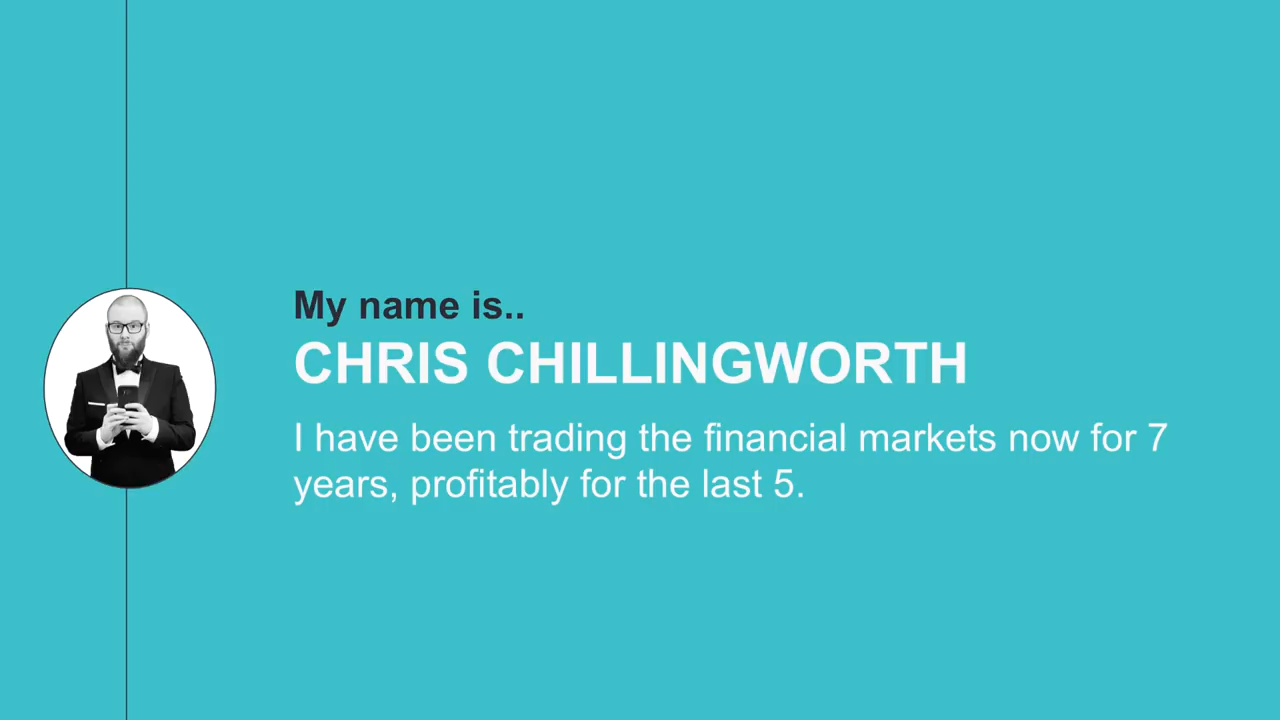 My name is..
CHRIS CHILLINGWORTH
I have been trading the financial markets now for 7
years, profitably for the last 5.